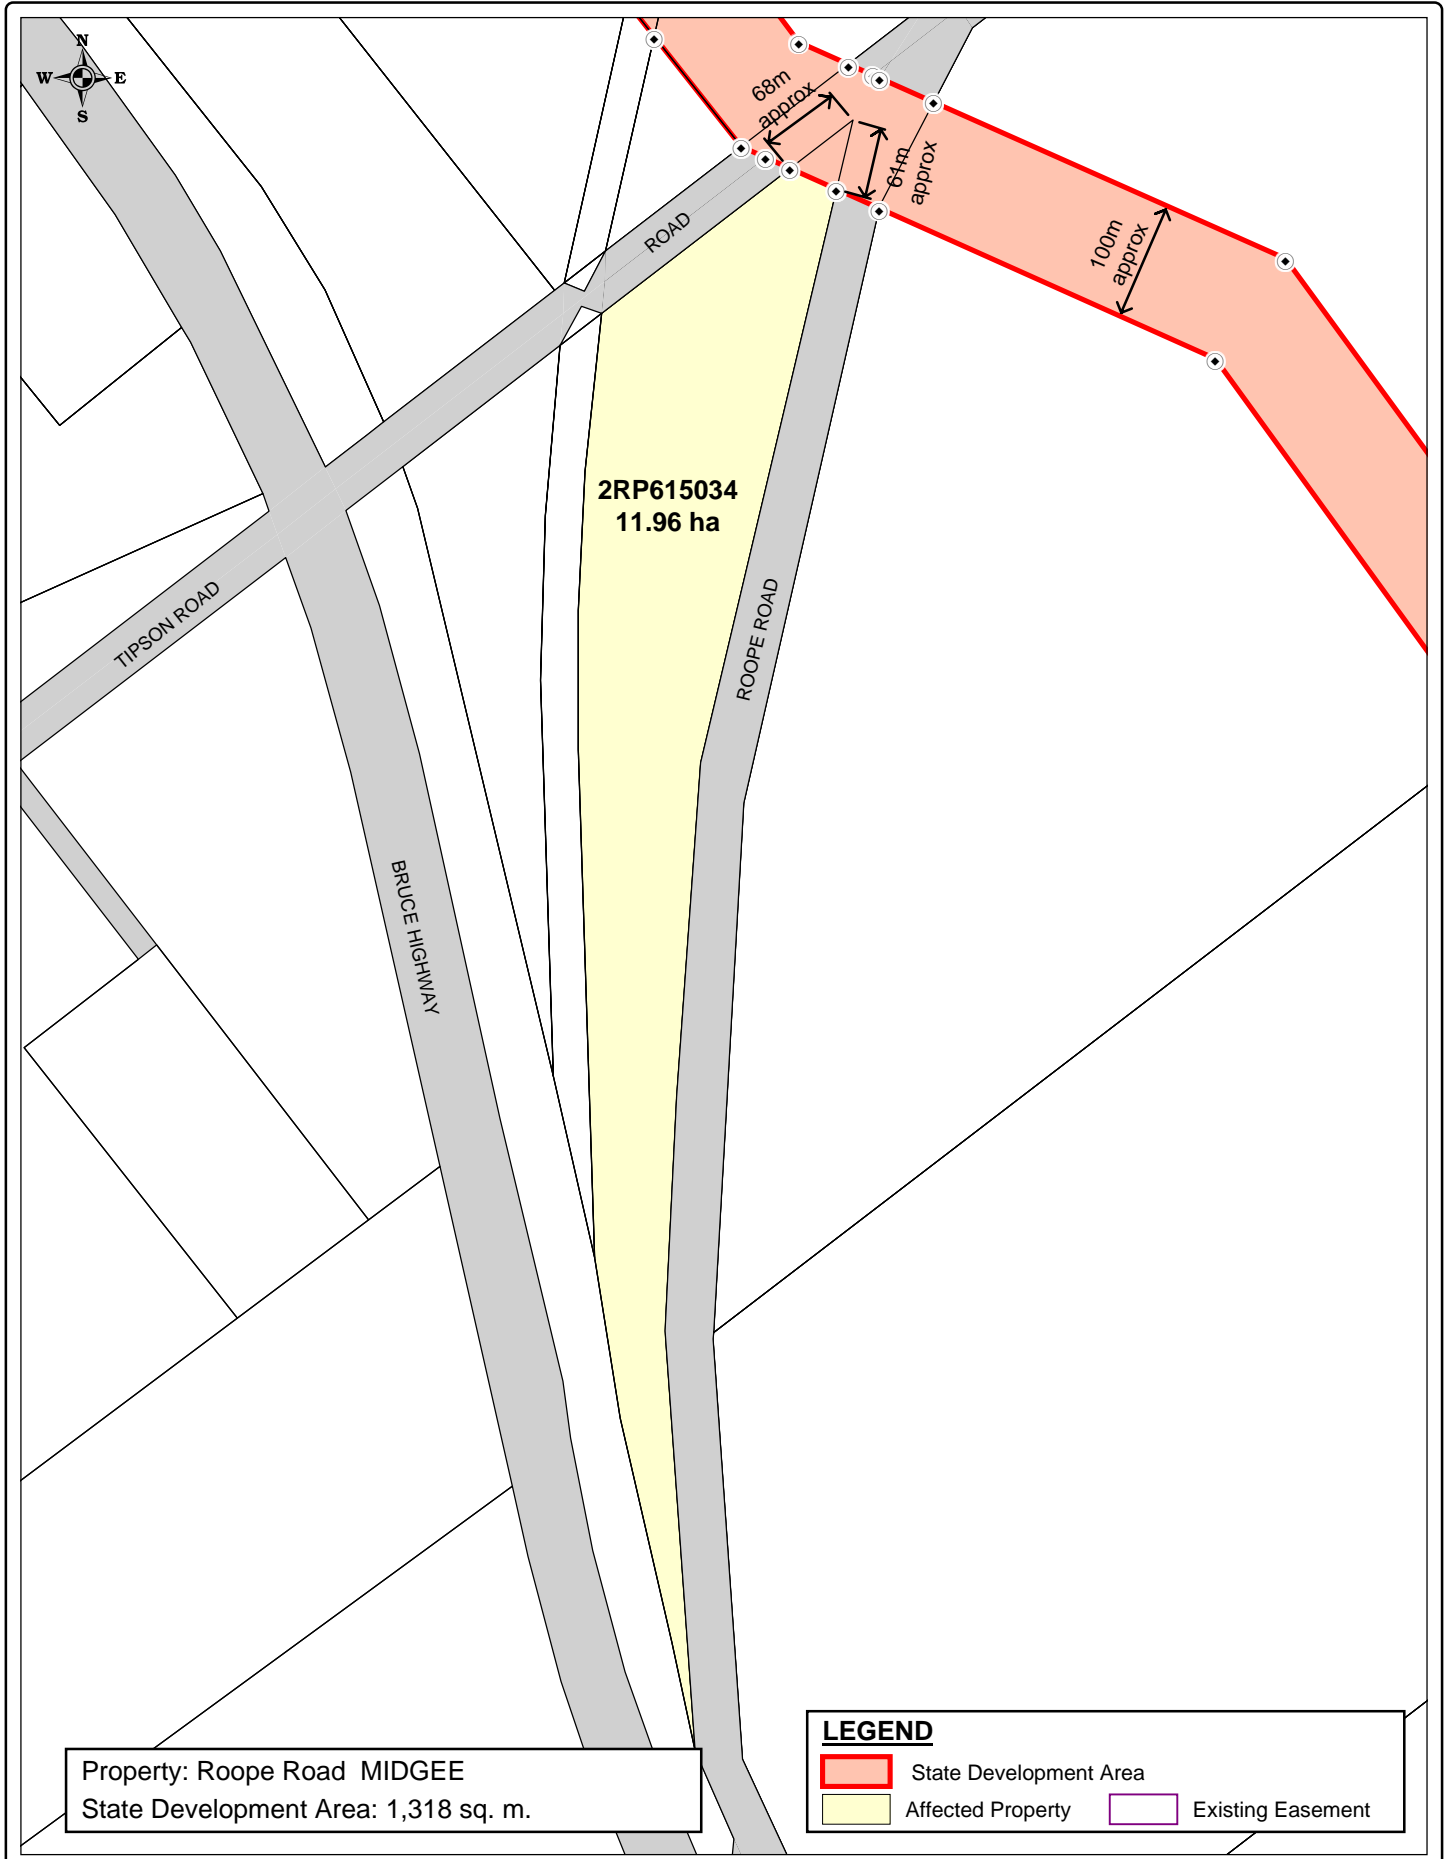 N
W E
S
68m
approx
61m
approx
100m
approx
ROAD
2RP615034
11.96 ha
TIPSON ROAD
ROOPE ROAD
BRUCE HIGHWAY
Property: Roope Road MIDGEE
State Development Area: 1,318 sq. m.
LEGEND
State Development Area
Affected Property
Existing Easement